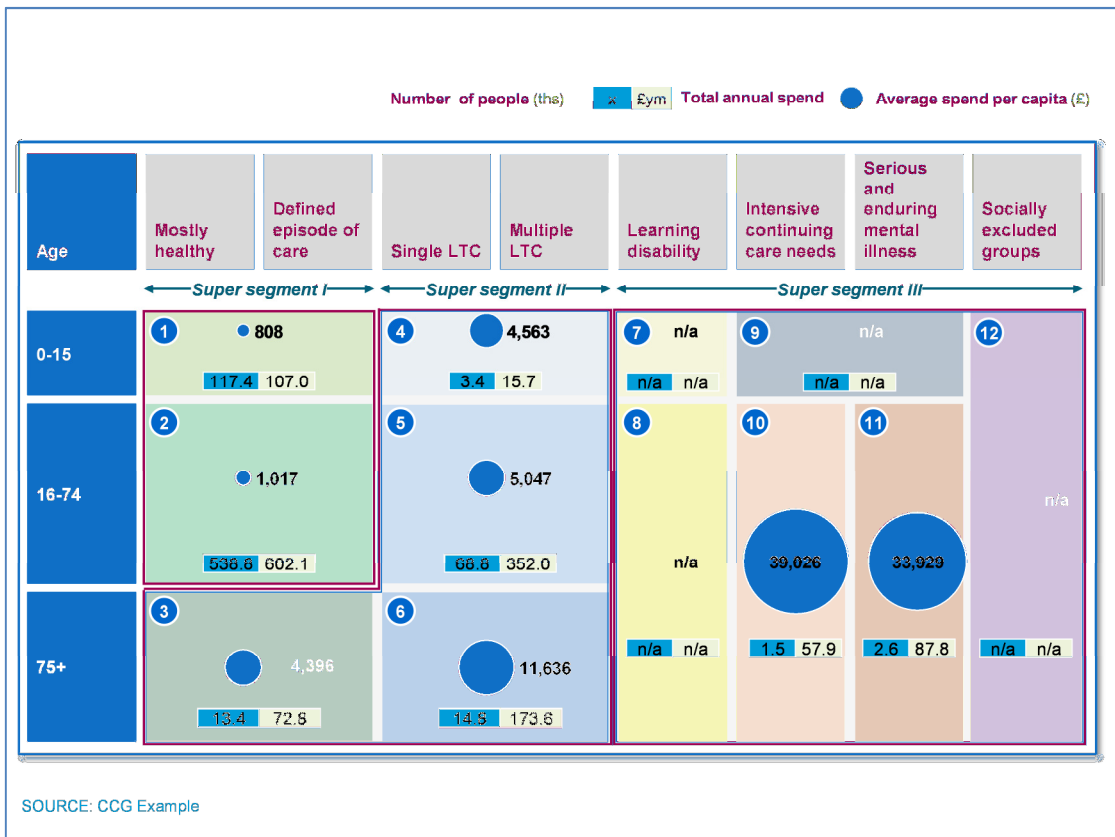 Number of people (ths) x £ym Total annual spend Average spend per capita (£)
Age
Mostly
healthy
Defined
episode of
care
Single LTC
Multiple
LTC
Learning
disability
Intensive
continuing
care needs
Serious
and
enduring
mental
illness
Socially
excluded
groups
Super segment I
Super segment II
Super segment III
0-15
1
808
117.4 107.0
4
4,563
3.4 15.7
7
n/a
n/a n/a
9
n/a
n/a n/a
12
16-74
2
1,017
538.8 602.1
5
5,047
68.8 352.0
8
n/a
n/a n/a
10
39,026
1.5 57.9
11
33,929
2.6 87.8
n/a
n/a n/a
75+
3
4,396
13.4 72.8
6
11,636
14.9 173.6
SOURCE: CCG Example